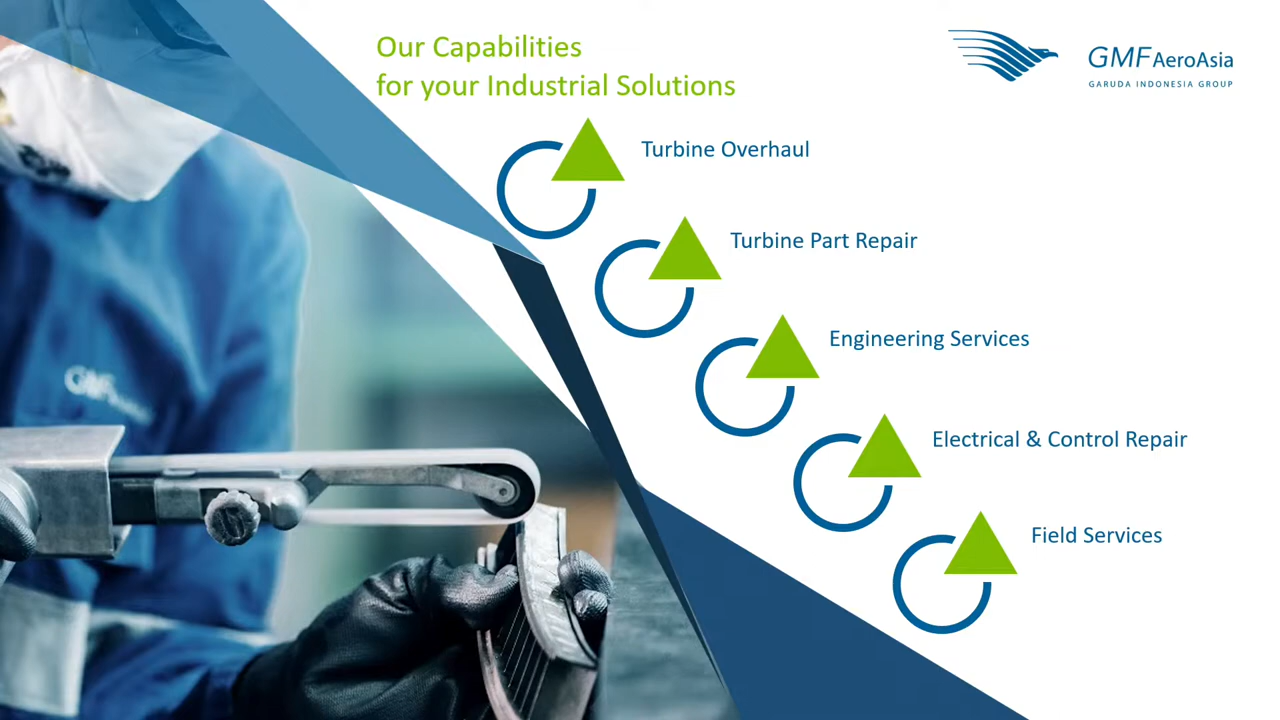 Our Capabilities
for your Industrial Solutions
GMF AeroAsia
GARUDA INDONESIA GROUP
Turbine Overhaul
Turbine Part Repair
Engineering Services
Electrical & Control Repair
Field Services
GMF